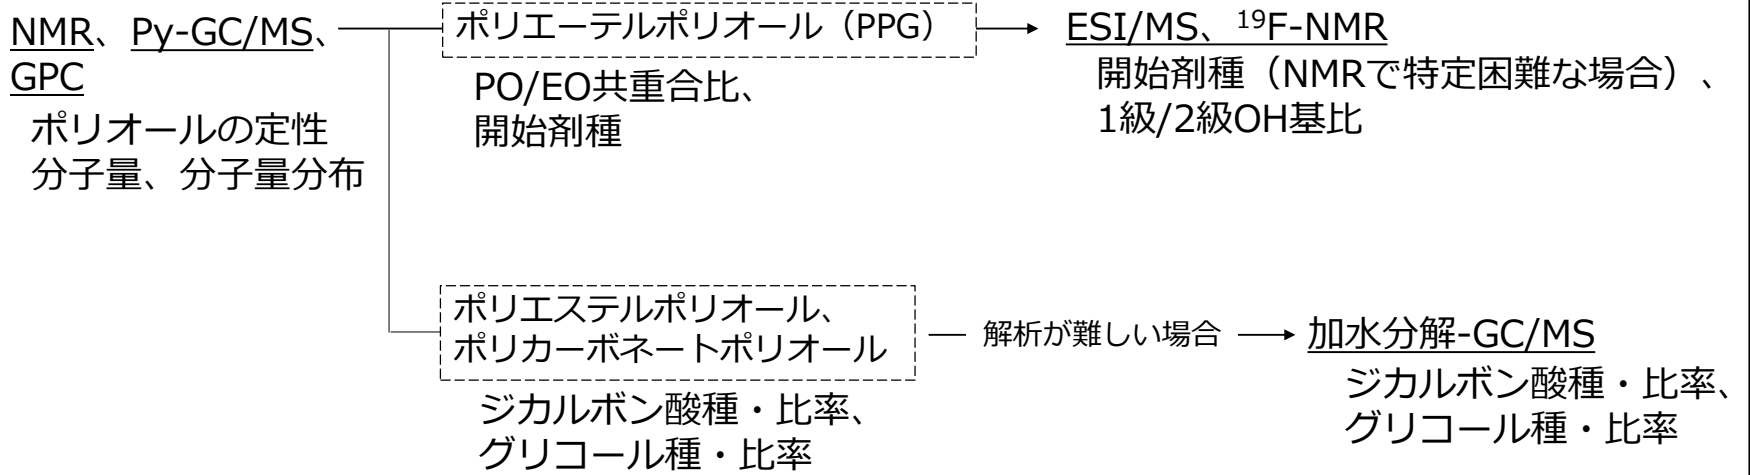 NMR、Py-GC/MS、
GPC
ポリオールの定性
分子量、分子量分布
ポリエーテルポリオール（PPG）
PO/EO共重合比、
開始剤種
ESI/MS、¹⁹F-NMR
開始剤種（NMRで特定困難な場合）、
1級/2級OH基比
ポリエステルポリオール、
ポリカーボネートポリオール
ジカルボン酸種・比率、
グリコール種・比率
解析が難しい場合
加水分解-GC/MS
ジカルボン酸種・比率、
グリコール種・比率